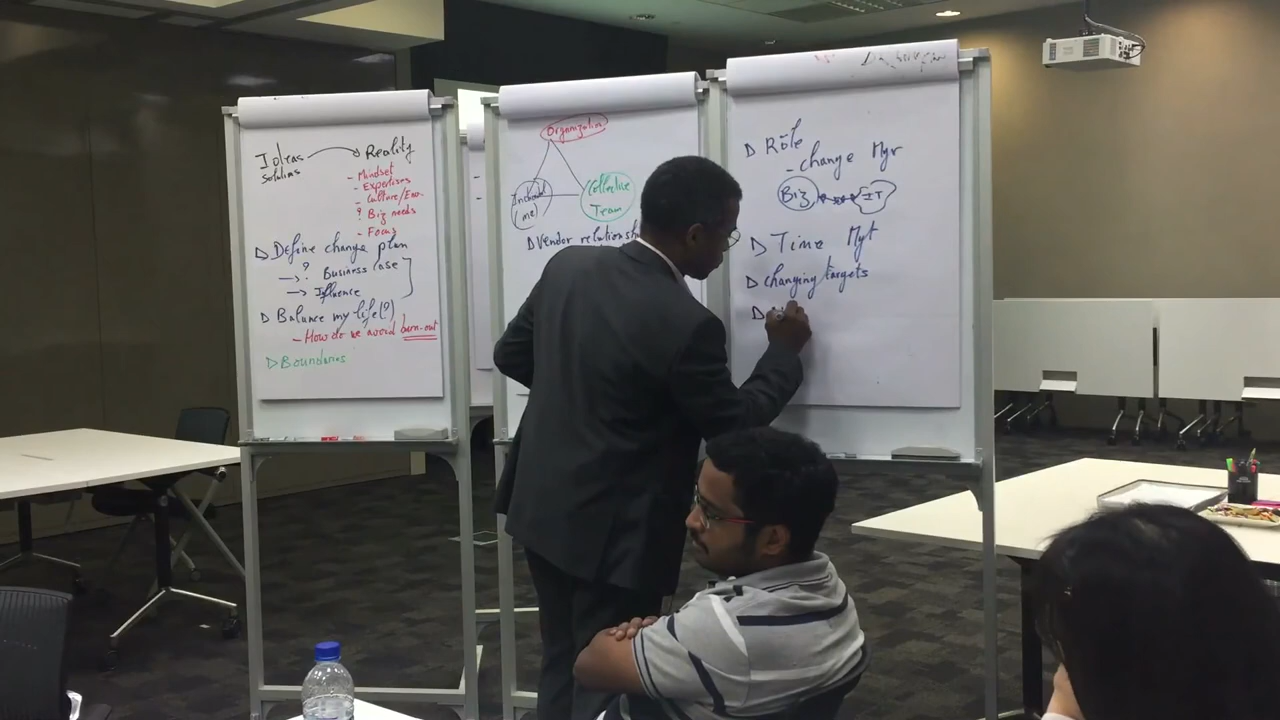 Ideas → Reality
Solutions
- Mindset
- Expertises
- Culture/Env-
? Biz needs
- Focus
▷ Define change plan
→ ? Business Case
→ Influence
▷ Balance my life(?)
- How do we avoid burn-out
▷ Boundaries
Organization
Individual
(me)
Collective
Team
▷ Vendor relationship
▷ Rôle
- change Mgr
Biz
IT
▷ Time Mgt
▷ changing targets
▷